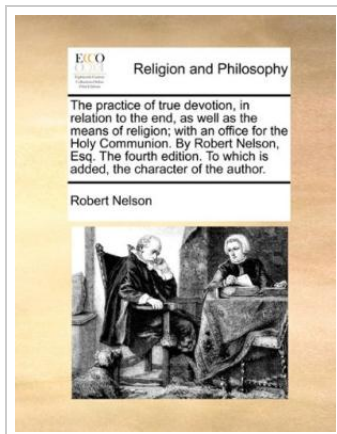 ECCO
Religion and Philosophy
The practice of true devotion, in
relation to the end, as well as the
means of religion; with an office for the
Holy Communion. By Robert Nelson,
Esq. The fourth edition. To which is
added, the character of the author.
Robert Nelson